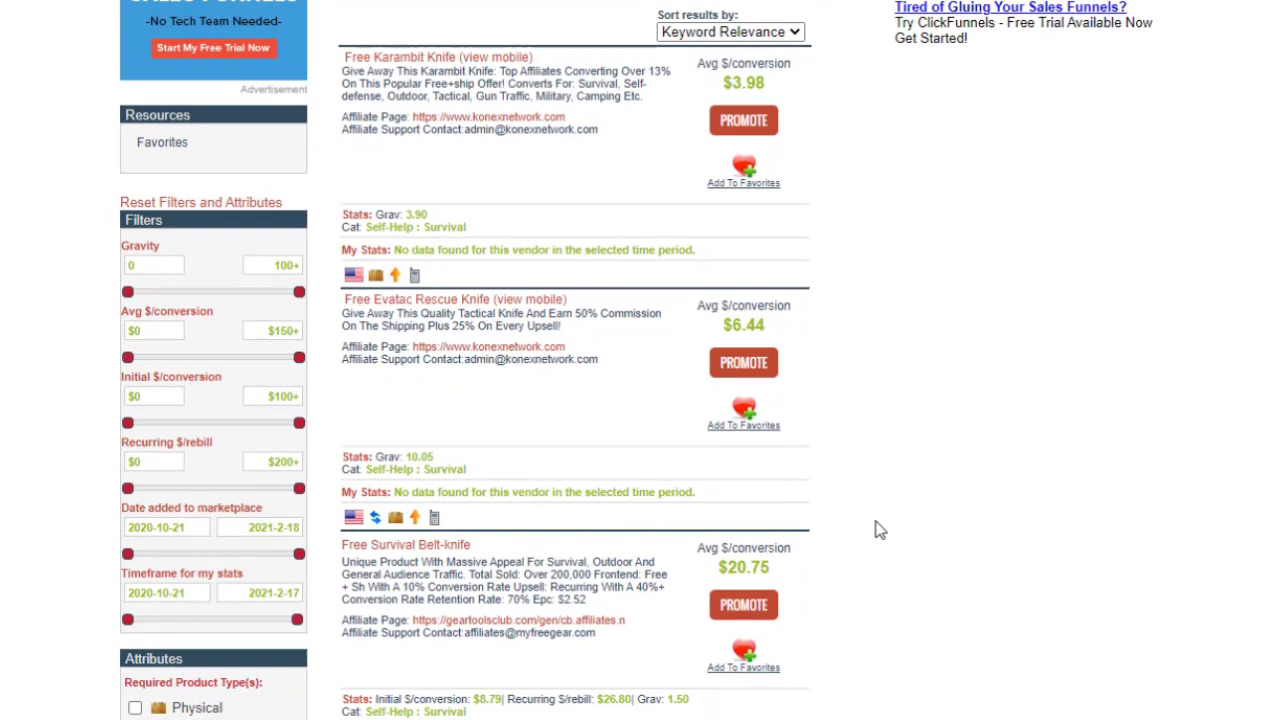 -No Tech Team Needed-
Start My Free Trial Now
Advertisement
Resources
Favorites
Reset Filters and Attributes
Filters
Gravity
0
100+
Avg $/conversion
$0
$150+
Initial $/conversion
$0
$100+
Recurring $/rebill
$0
$200+
Date added to marketplace
2020-10-21
2021-2-18
Timeframe for my stats
2020-10-21
2021-2-17
Attributes
Required Product Type(s):
Physical
Sort results by:
Keyword Relevance
Free Karambit Knife (view mobile)
Give Away This Karambit Knife: Top Affiliates Converting Over 13%
On This Popular Free+ship Offer! Converts For: Survival, Self-
defense, Outdoor, Tactical, Gun Traffic, Military, Camping Etc.
Affiliate Page: https://www.konexnetwork.com
Affiliate Support Contact:admin@konexnetwork.com
Avg $/conversion
$3.98
PROMOTE
Add To Favorites
Stats: Grav: 3.90
Cat: Self-Help : Survival
My Stats: No data found for this vendor in the selected time period.
Free Evatac Rescue Knife (view mobile)
Give Away This Quality Tactical Knife And Earn 50% Commission
On The Shipping Plus 25% On Every Upsell!
Affiliate Page: https://www.konexnetwork.com
Affiliate Support Contact:admin@konexnetwork.com
Avg $/conversion
$6.44
PROMOTE
Add To Favorites
Stats: Grav: 10.05
Cat: Self-Help : Survival
My Stats: No data found for this vendor in the selected time period.
Free Survival Belt-knife
Unique Product With Massive Appeal For Survival, Outdoor And
General Audience Traffic. Total Sold: Over 200,000 Frontend: Free
+ Sh With A 10% Conversion Rate Upsell: Recurring With A 40%+
Conversion Rate Retention Rate: 70% Epc: $2.52
Affiliate Page: https://geartoolsclub.com/gen/cb.affiliates.n
Affiliate Support Contact:affiliates@myfreegear.com
Avg $/conversion
$20.75
PROMOTE
Add To Favorites
Stats: Initial $/conversion: $8.79| Recurring $/rebill: $26.80| Grav: 1.50
Cat: Self-Help : Survival
Tired of Gluing Your Sales Funnels?
Try ClickFunnels - Free Trial Available Now
Get Started!